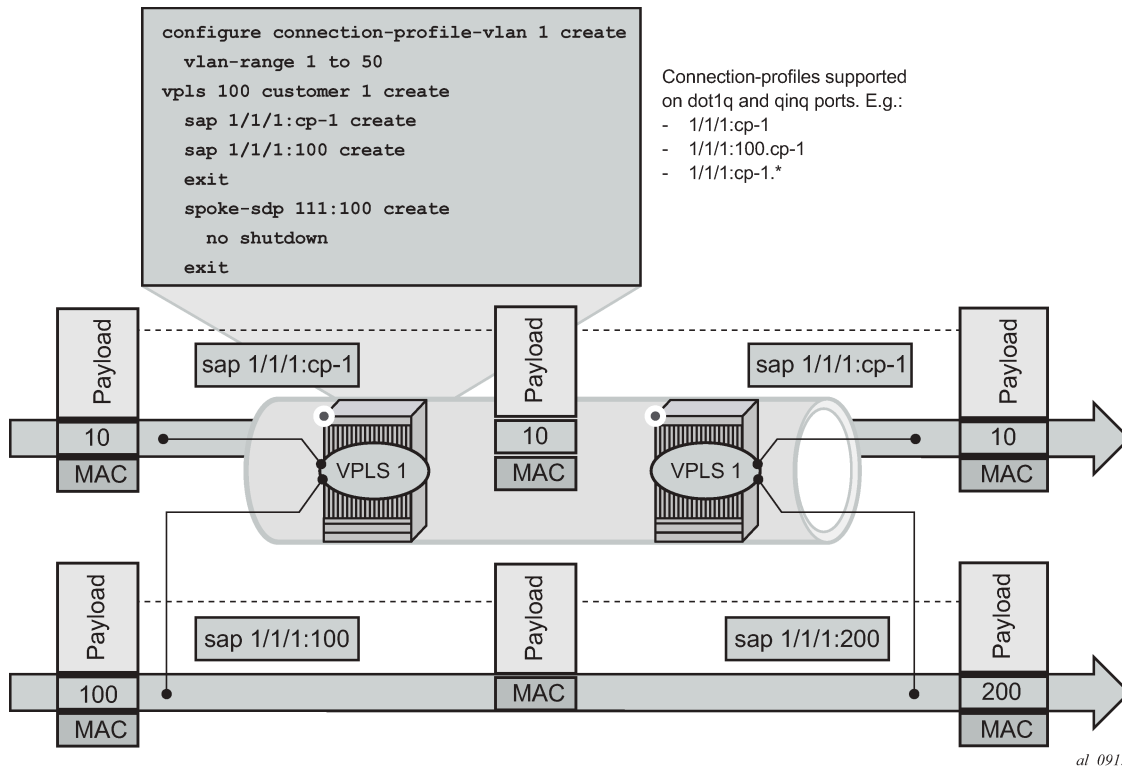 configure connection-profile-vlan 1 create
vlan-range 1 to 50
vpls 100 customer 1 create
sap 1/1/1:cp-1 create
sap 1/1/1:100 create
exit
spoke-sdp 111:100 create
no shutdown
exit
Connection-profiles supported
on dot1q and qinq ports. E.g.:
- 1/1/1:cp-1
- 1/1/1:100.cp-1
- 1/1/1:cp-1.*
Payload
10
MAC
sap 1/1/1:cp-1
VPLS 1
Payload
10
MAC
VPLS 1
sap 1/1/1:cp-1
Payload
10
MAC
Payload
100
MAC
sap 1/1/1:100
Payload
MAC
sap 1/1/1:200
Payload
200
MAC